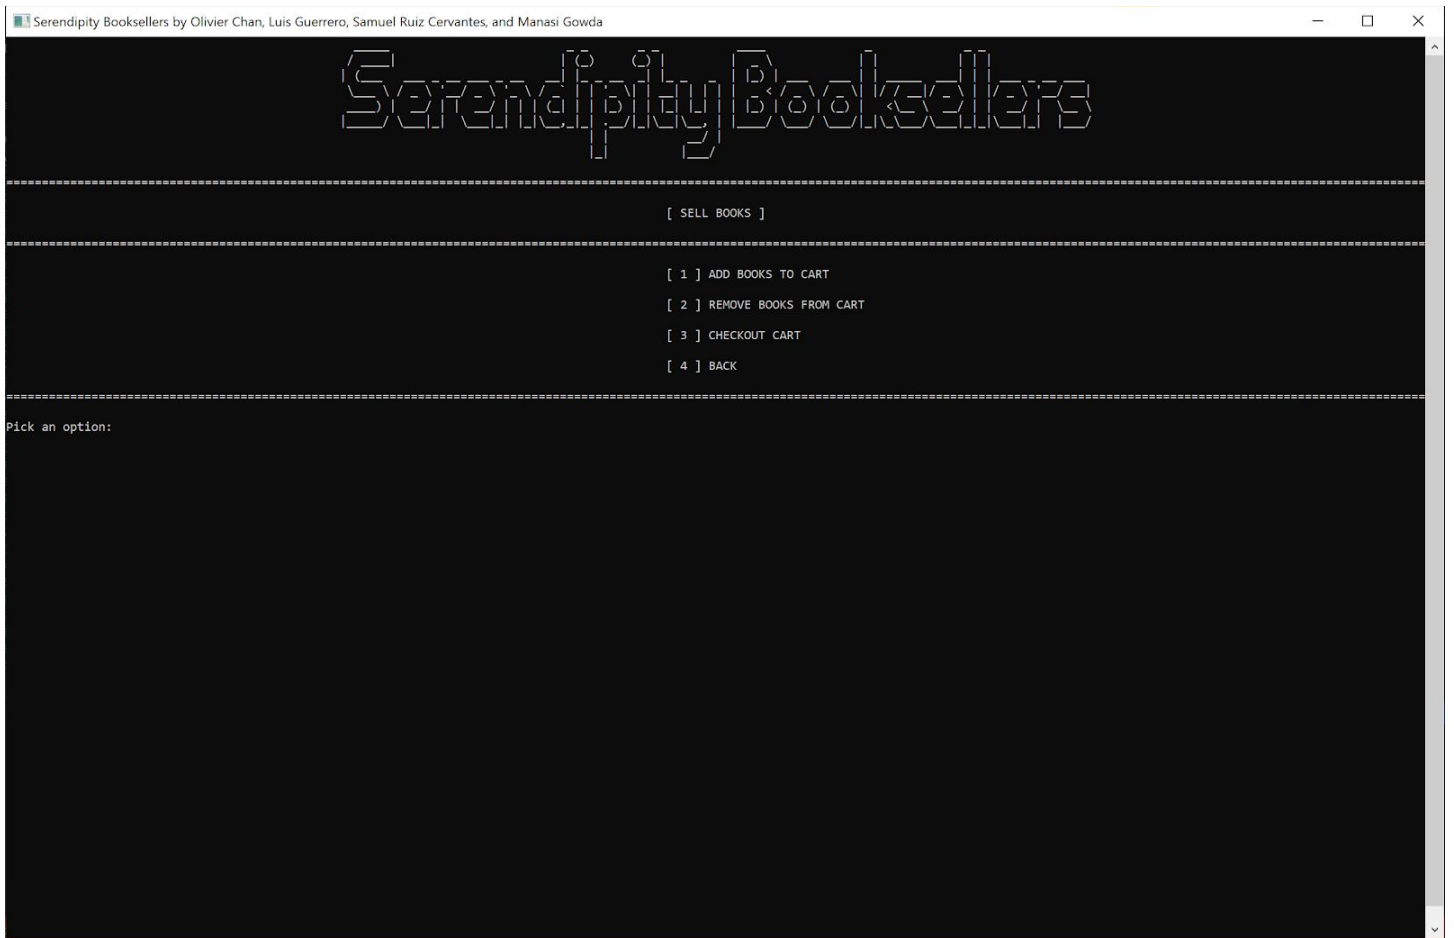 Serendipity Booksellers by Olivier Chan, Luis Guerrero, Samuel Ruiz Cervantes, and Manasi Gowda
Serendipity Booksellers
[ SELL BOOKS ]
[ 1 ] ADD BOOKS TO CART
[ 2 ] REMOVE BOOKS FROM CART
[ 3 ] CHECKOUT CART
[ 4 ] BACK
Pick an option: